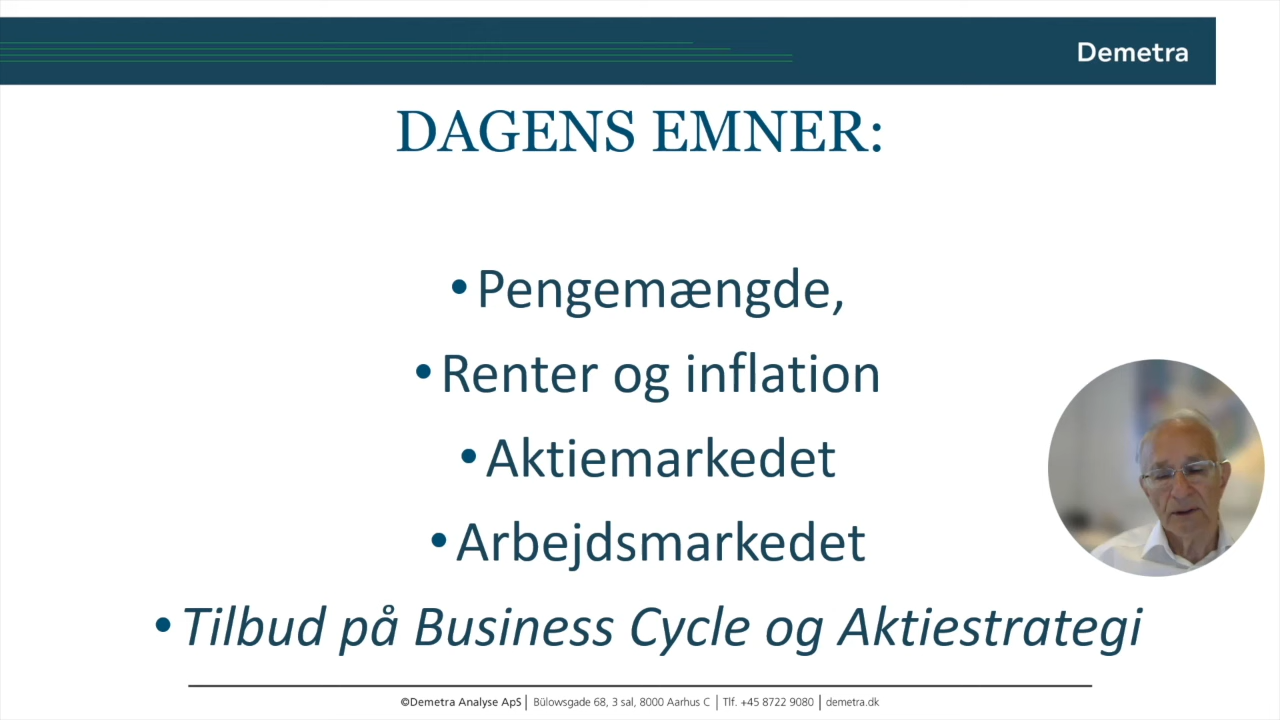 Demetra
DAGENS EMNER:
• Pengemængde,
• Renter og inflation
• Aktiemarkedet
• Arbejdsmarkedet
• Tilbud på Business Cycle og Aktiestrategi
©Demetra Analyse ApS | Bülowsgade 68, 3 sal, 8000 Aarhus C | Tlf. +45 8722 9080 | demetra.dk